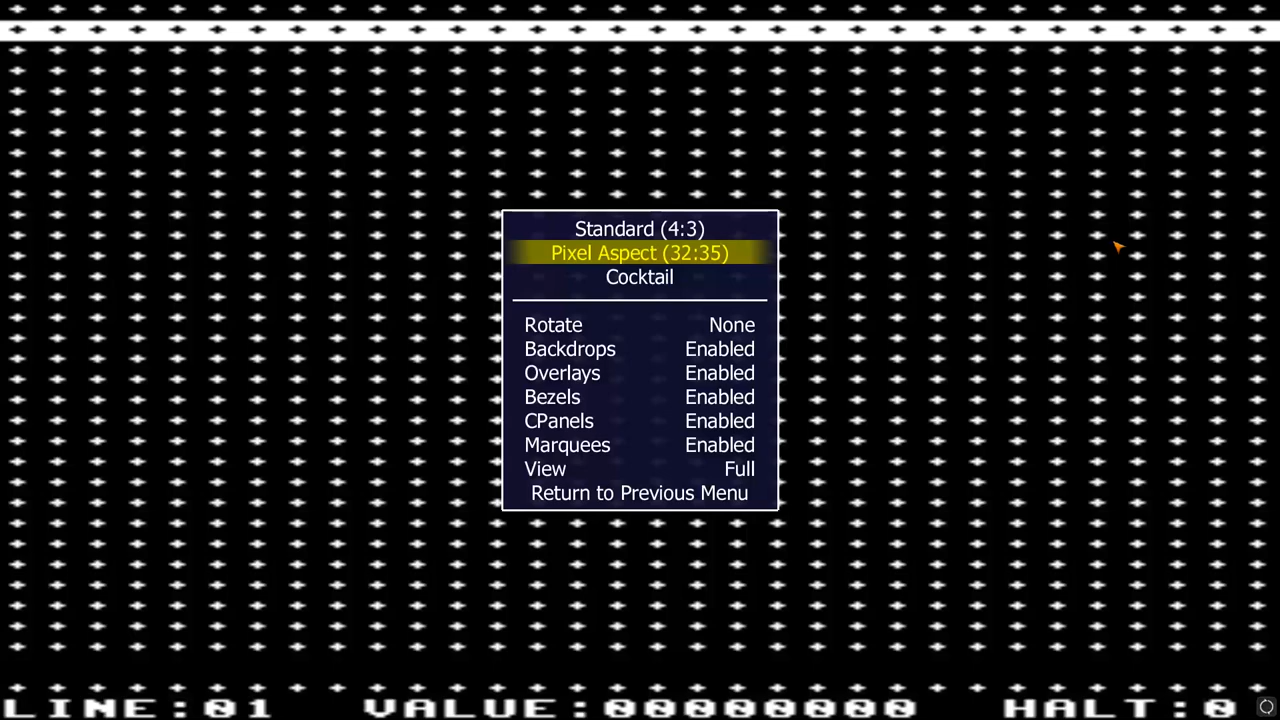 Standard (4:3)
Pixel Aspect (32:35)
Cocktail
Rotate None
Backdrops Enabled
Overlays Enabled
Bezels Enabled
CPanels Enabled
Marquees Enabled
View Full
Return to Previous Menu
LINE:01 VALUE:00000000 HALT:0